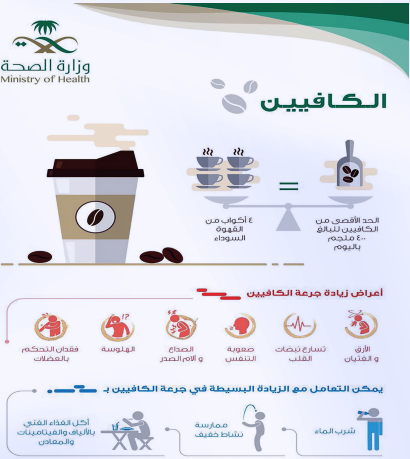 وزارة الصحة
Ministry of Health
الكافيين
الحد الأقصى من
الكافيين للبالغ
٤٠٠ ملجم
باليوم
=
٤ أكواب من
القهوة
السوداء
أعراض زيادة جرعة الكافيين
الأرق
و الغثيان
تسارع نبضات
القلب
صعوبة
التنفس
الصداع
و آلام الصدر
الهلوسة
فقدان التحكم
بالعضلات
يمكن التعامل مع الزيادة البسيطة في جرعة الكافيين بـ
شرب الماء
ممارسة
نشاط خفيف
أكل الغذاء الغني
بالألياف والفيتامينات
والمعادن